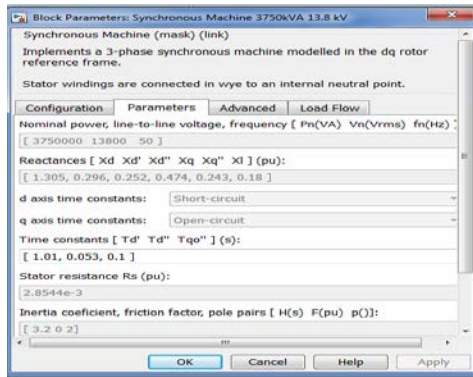 Block Parameters: Synchronous Machine 3750kVA 13.8 kV
Synchronous Machine (mask) (link)
Implements a 3-phase synchronous machine modelled in the dq rotor
reference frame.
Stator windings are connected in wye to an internal neutral point.
Configuration Parameters Advanced Load Flow
Nominal power, line-to-line voltage, frequency [ Pn(VA) Vn(Vrms) fn(Hz) ]
[ 3750000 13800 50 ]
Reactances [ Xd Xd' Xd" Xq Xq" Xl ] (pu):
[ 1.305, 0.296, 0.252, 0.474, 0.243, 0.18 ]
d axis time constants: Short-circuit
q axis time constants: Open-circuit
Time constants [ Td' Td" Tqo" ] (s):
[ 1.01, 0.053, 0.1 ]
Stator resistance Rs (pu):
2.8544e-3
Inertia coeficient, friction factor, pole pairs [ H(s) F(pu) p()]:
[ 3.2 0 2]
OK Cancel Help Apply